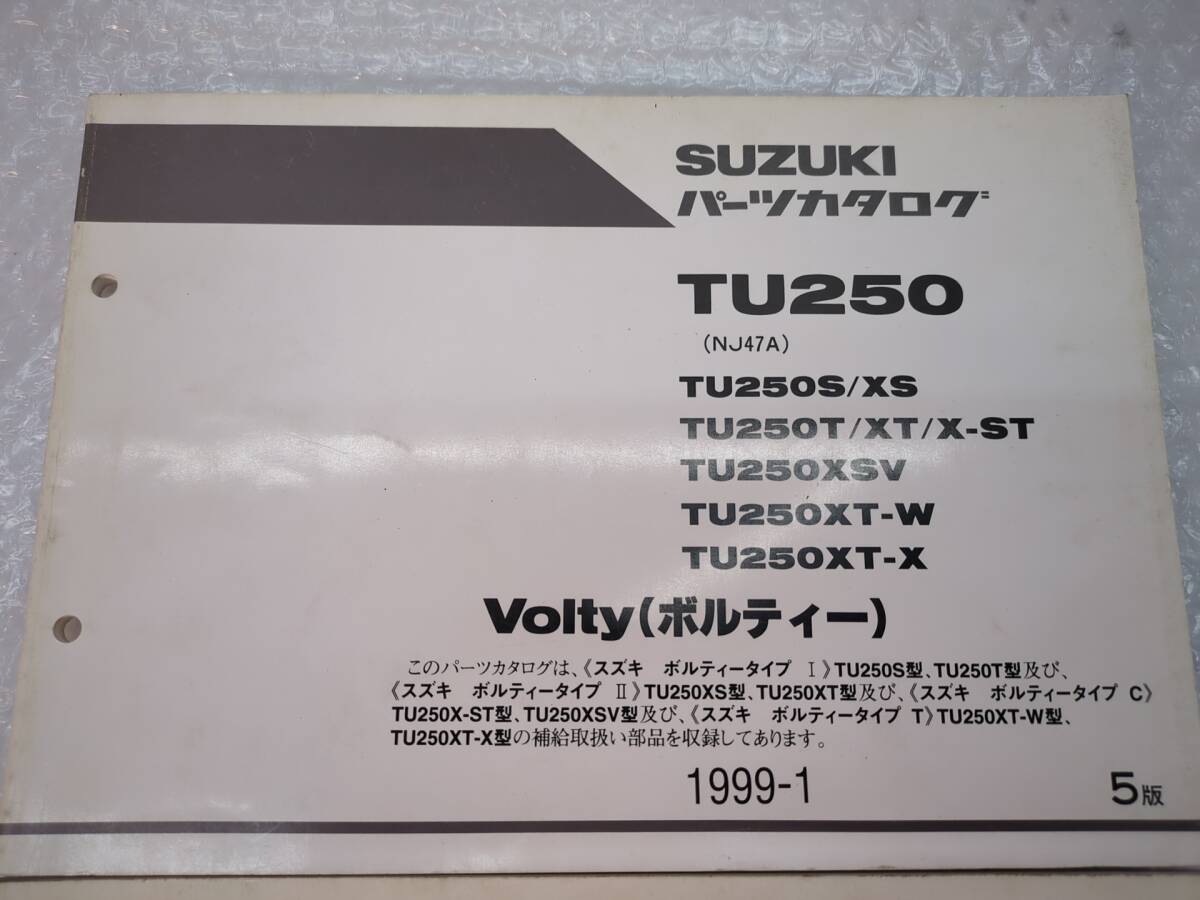 SUZUKI
パーツカタログ
TU250
(NJ47A)
TU250S/XS
TU250T/XT/X-ST
TU250XSV
TU250XT-W
TU250XT-X
Volty(ボルティー)
このパーツカタログは、《スズキ ボルティータイプ Ⅰ》TU250S型、TU250T型及び、
《スズキ ボルティータイプ Ⅱ》TU250XS型、TU250XT型及び、《スズキ ボルティータイプ C》
TU250X-ST型、TU250XSV型及び、《スズキ ボルティータイプ T》TU250XT-W型、
TU250XT-X型の補給取扱い部品を収録してあります。
1999-1 5版